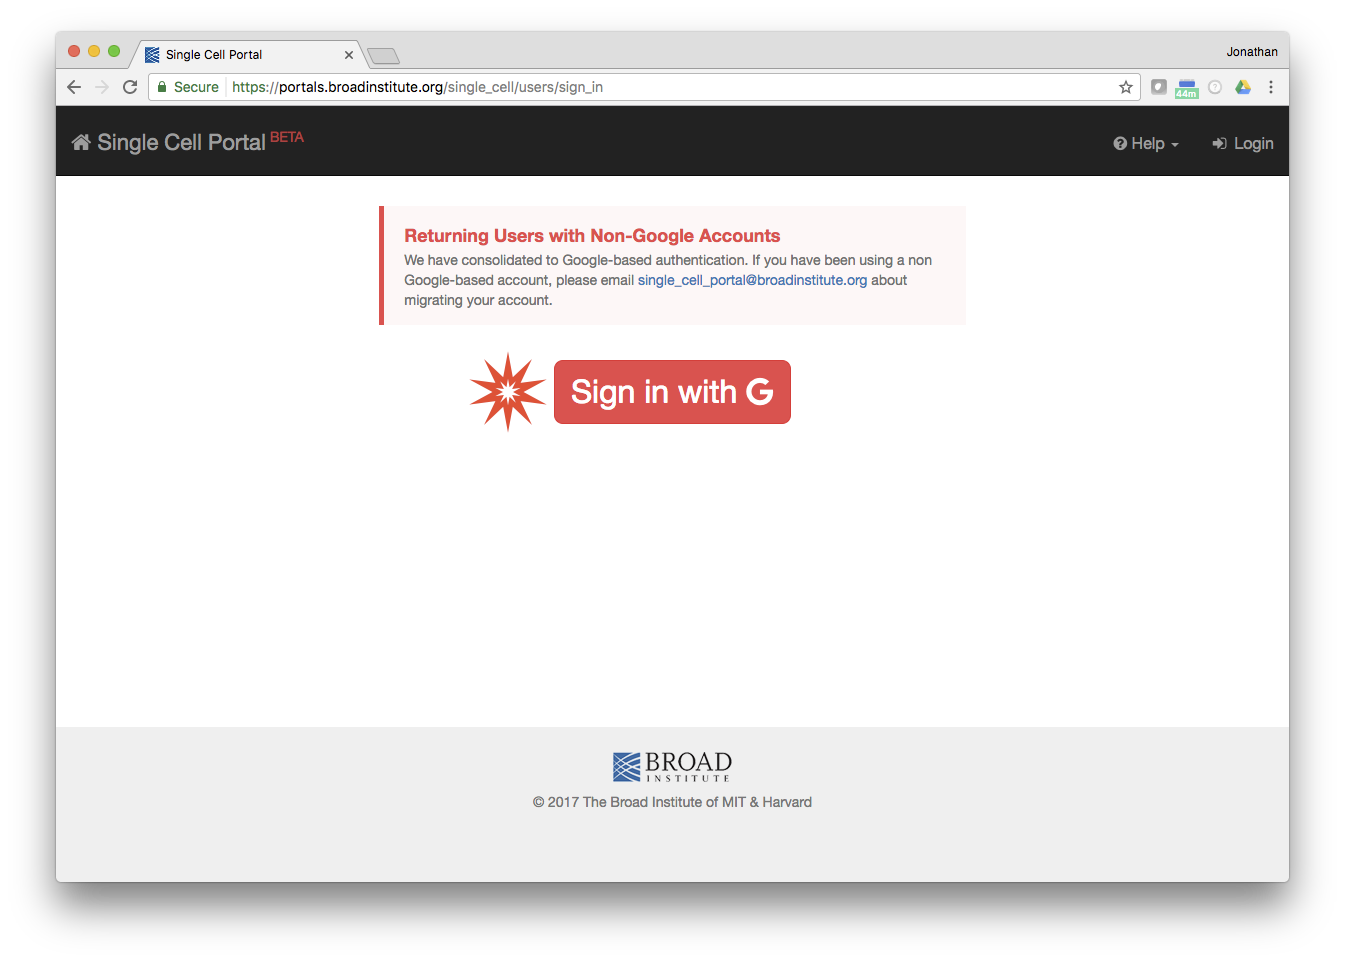 Single Cell Portal
Jonathan
Secure
https://portals.broadinstitute.org/single_cell/users/sign_in
44m
Single Cell Portal BETA
Help
Login
Returning Users with Non-Google Accounts
We have consolidated to Google-based authentication. If you have been using a non
Google-based account, please email single_cell_portal@broadinstitute.org about
migrating your account.
Sign in with G
BROAD
INSTITUTE
© 2017 The Broad Institute of MIT & Harvard